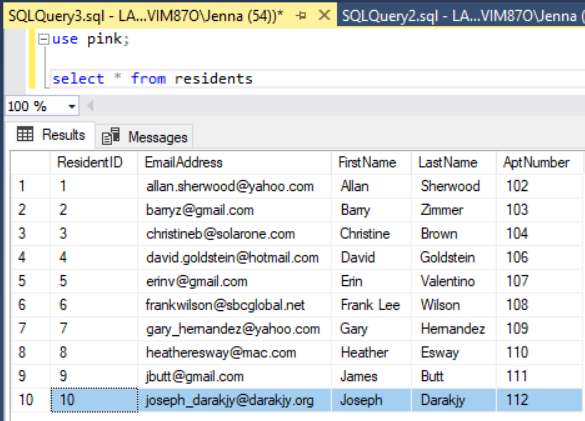 SQLQuery3.sql - LA...VIM87O\Jenna (54))* SQLQuery2.sql - LA...VIM87O\Jenna (
use pink;
select * from residents
100 %
Results Messages
ResidentID EmailAddress FirstName LastName AptNumber
1 1 allan.sherwood@yahoo.com Allan Sherwood 102
2 2 barryz@gmail.com Barry Zimmer 103
3 3 christineb@solarone.com Christine Brown 104
4 4 david.goldstein@hotmail.com David Goldstein 106
5 5 erinv@gmail.com Erin Valentino 107
6 6 frankwilson@sbcglobal.net Frank Lee Wilson 108
7 7 gary_hernandez@yahoo.com Gary Hernandez 109
8 8 heatheresway@mac.com Heather Esway 110
9 9 jbutt@gmail.com James Butt 111
10 10 joseph_darakjy@darakjy.org Joseph Darakjy 112